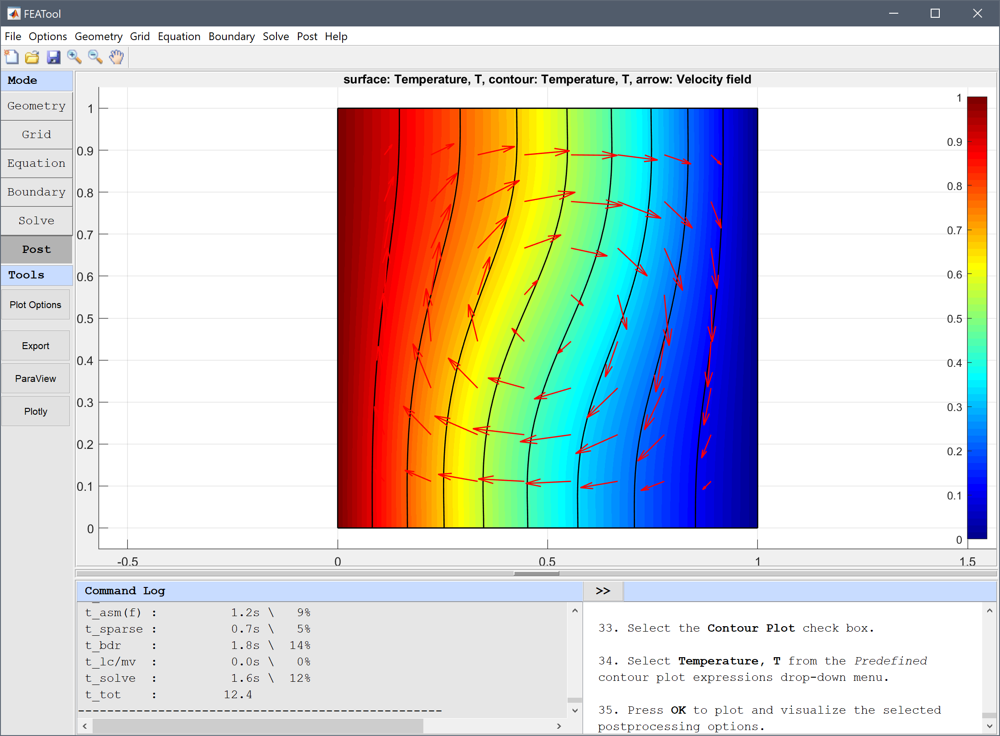 FEATool
File Options Geometry Grid Equation Boundary Solve Post Help
Mode
Geometry
Grid
Equation
Boundary
Solve
Post
Tools
Plot Options
Export
ParaView
Plotly
surface: Temperature, T, contour: Temperature, T, arrow: Velocity field
1
0.9
0.8
0.7
0.6
0.5
0.4
0.3
0.2
0.1
0
-0.5 0 0.5 1 1.5
1
0.9
0.8
0.7
0.6
0.5
0.4
0.3
0.2
0.1
0
Command Log
t_asm(f) : 1.2s \ 9%
t_sparse : 0.7s \ 5%
t_bdr : 1.8s \ 14%
t_lc/mv : 0.0s \ 0%
t_solve : 1.6s \ 12%
t_tot : 12.4
--------------------------------------------------
>>
33. Select the Contour Plot check box.
34. Select Temperature, T from the Predefined
contour plot expressions drop-down menu.
35. Press OK to plot and visualize the selected
postprocessing options.